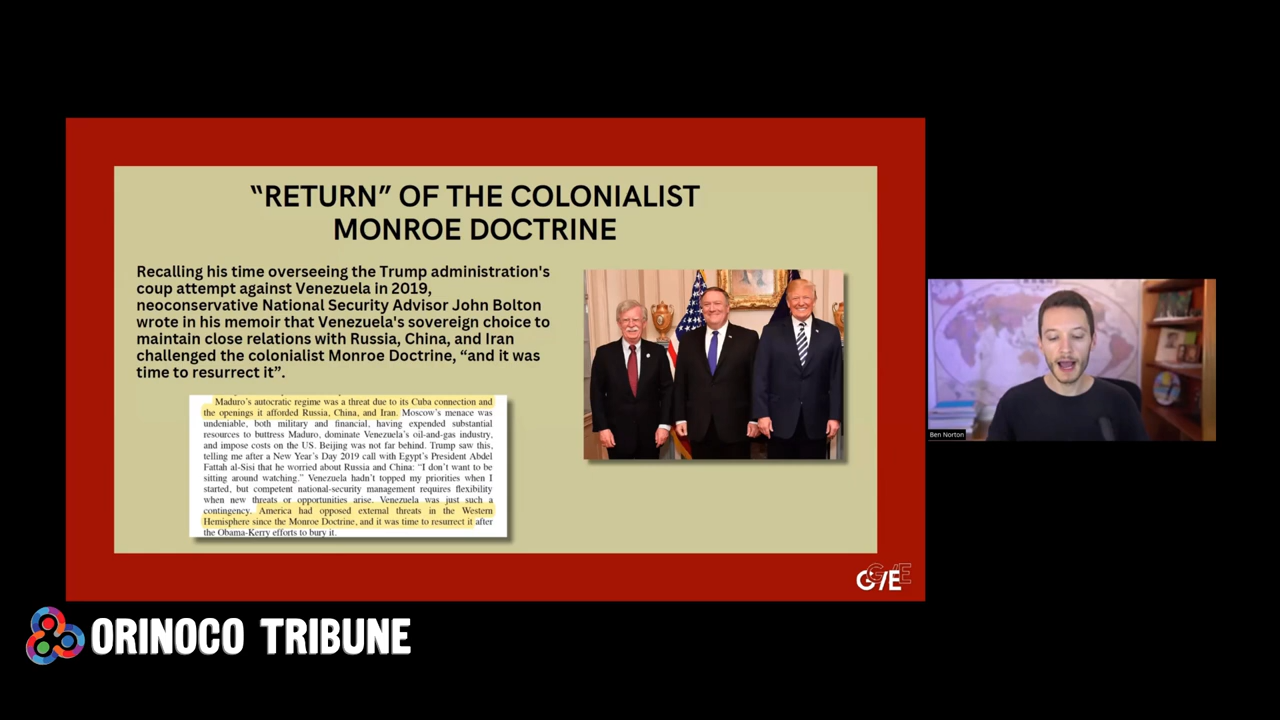 “RETURN” OF THE COLONIALIST
MONROE DOCTRINE
Recalling his time overseeing the Trump administration's
coup attempt against Venezuela in 2019,
neoconservative National Security Advisor John Bolton
wrote in his memoir that Venezuela's sovereign choice to
maintain close relations with Russia, China, and Iran
challenged the colonialist Monroe Doctrine, “and it was
time to resurrect it”.
Maduro's autocratic regime was a threat due to its Cuba connection and
the openings it afforded Russia, China, and Iran. Moscow's menace was
undeniable, both military and financial, having expended substantial
resources to buttress Maduro, dominate Venezuela's oil-and-gas industry,
and impose costs on the US. Beijing was not far behind. Trump saw this,
telling me after a New Year's Day 2019 call with Egypt's President Abdel
Fattah al-Sisi that he worried about Russia and China: “I don't want to be
sitting around watching.” Venezuela hadn't topped my priorities when I
started, but competent national-security management requires flexibility
when new threats or opportunities arise. Venezuela was just such a
contingency. America had opposed external threats in the Western
Hemisphere since the Monroe Doctrine, and it was time to resurrect it after
the Obama-Kerry efforts to bury it.
Ben Norton
ORINOCO TRIBUNE